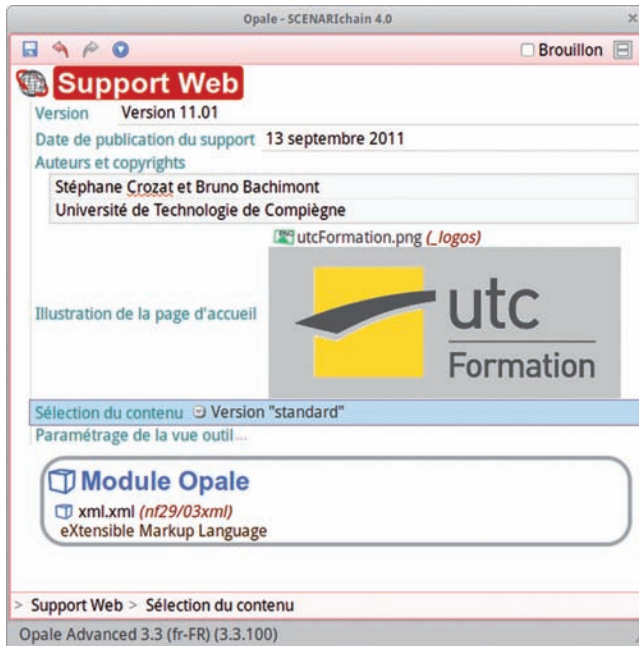 Opale - SCENARIchain 4.0
Brouillon
Support Web
Version Version 11.01
Date de publication du support 13 septembre 2011
Auteurs et copyrights
Stéphane Crozat et Bruno Bachimont
Université de Technologie de Compiègne
utcFormation.png (_logos)
Illustration de la page d'accueil
utc
Formation
Sélection du contenu Version "standard"
Paramétrage de la vue outil ...
Module Opale
xml.xml (nf29/03xml)
eXtensible Markup Language
> Support Web > Sélection du contenu
Opale Advanced 3.3 (fr-FR) (3.3.100)